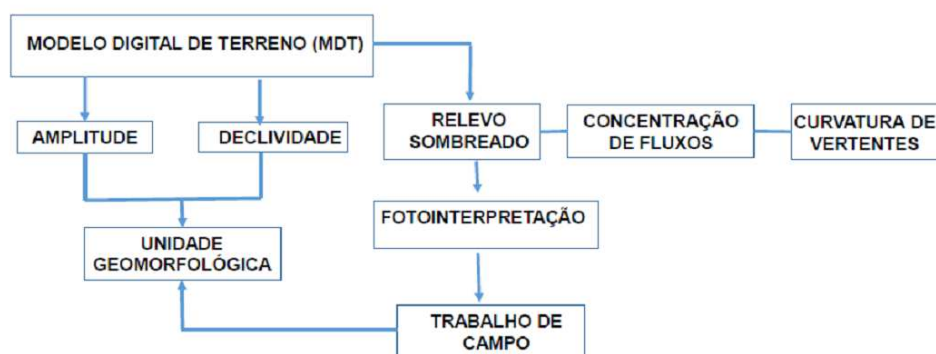 MODELO DIGITAL DE TERRENO (MDT)
AMPLITUDE
DECLIVIDADE
RELEVO
SOMBREADO
CONCENTRAÇÃO
DE FLUXOS
CURVATURA DE
VERTENTES
FOTOINTERPRETAÇÃO
UNIDADE
GEOMORFOLÓGICA
TRABALHO DE
CAMPO